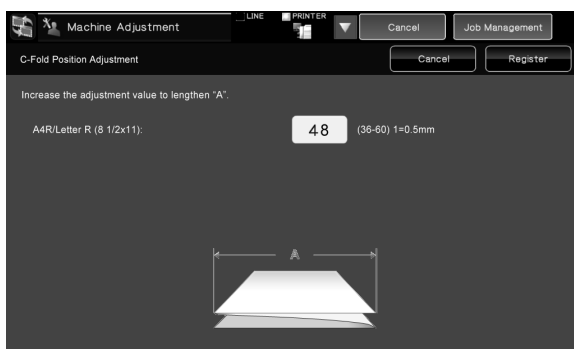 Machine Adjustment
LINE
PRINTER
Cancel
Job Management
C-Fold Position Adjustment
Cancel
Register
Increase the adjustment value to lengthen “A”.
A4R/Letter R (8 1/2x11):
48
(36-60) 1=0.5mm
A